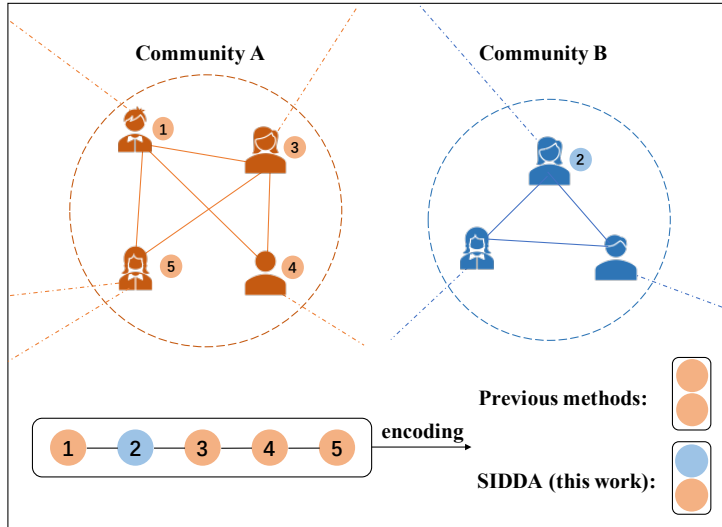 Community A
Community B
1
3
2
5
4
Previous methods:
1 2 3 4 5
encoding
SIDDA (this work):